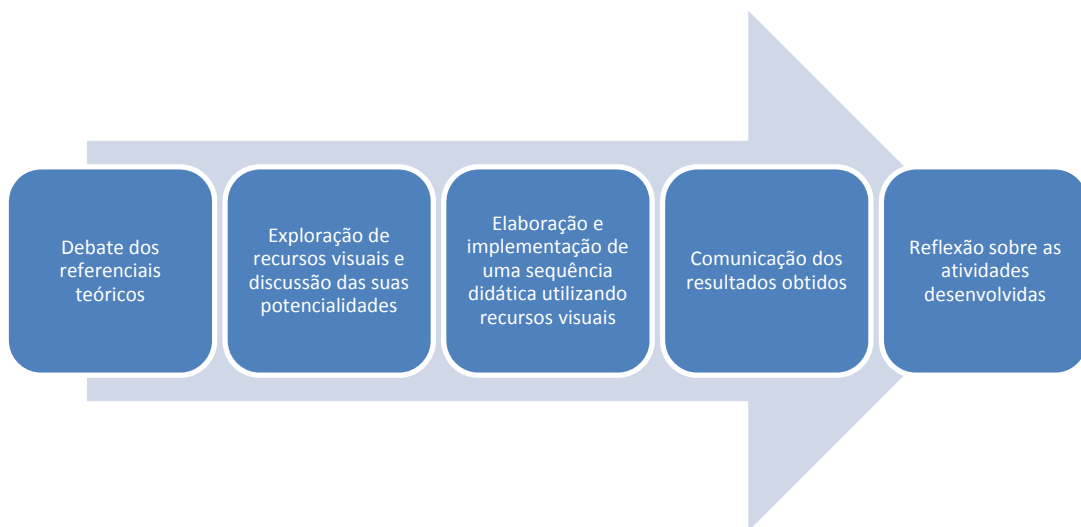 Debate dos
referenciais
teóricos
Exploração de
recursos visuais e
discussão das suas
potencialidades
Elaboração e
implementação de
uma sequência
didática utilizando
recursos visuais
Comunicação dos
resultados obtidos
Reflexão sobre as
atividades
desenvolvidas